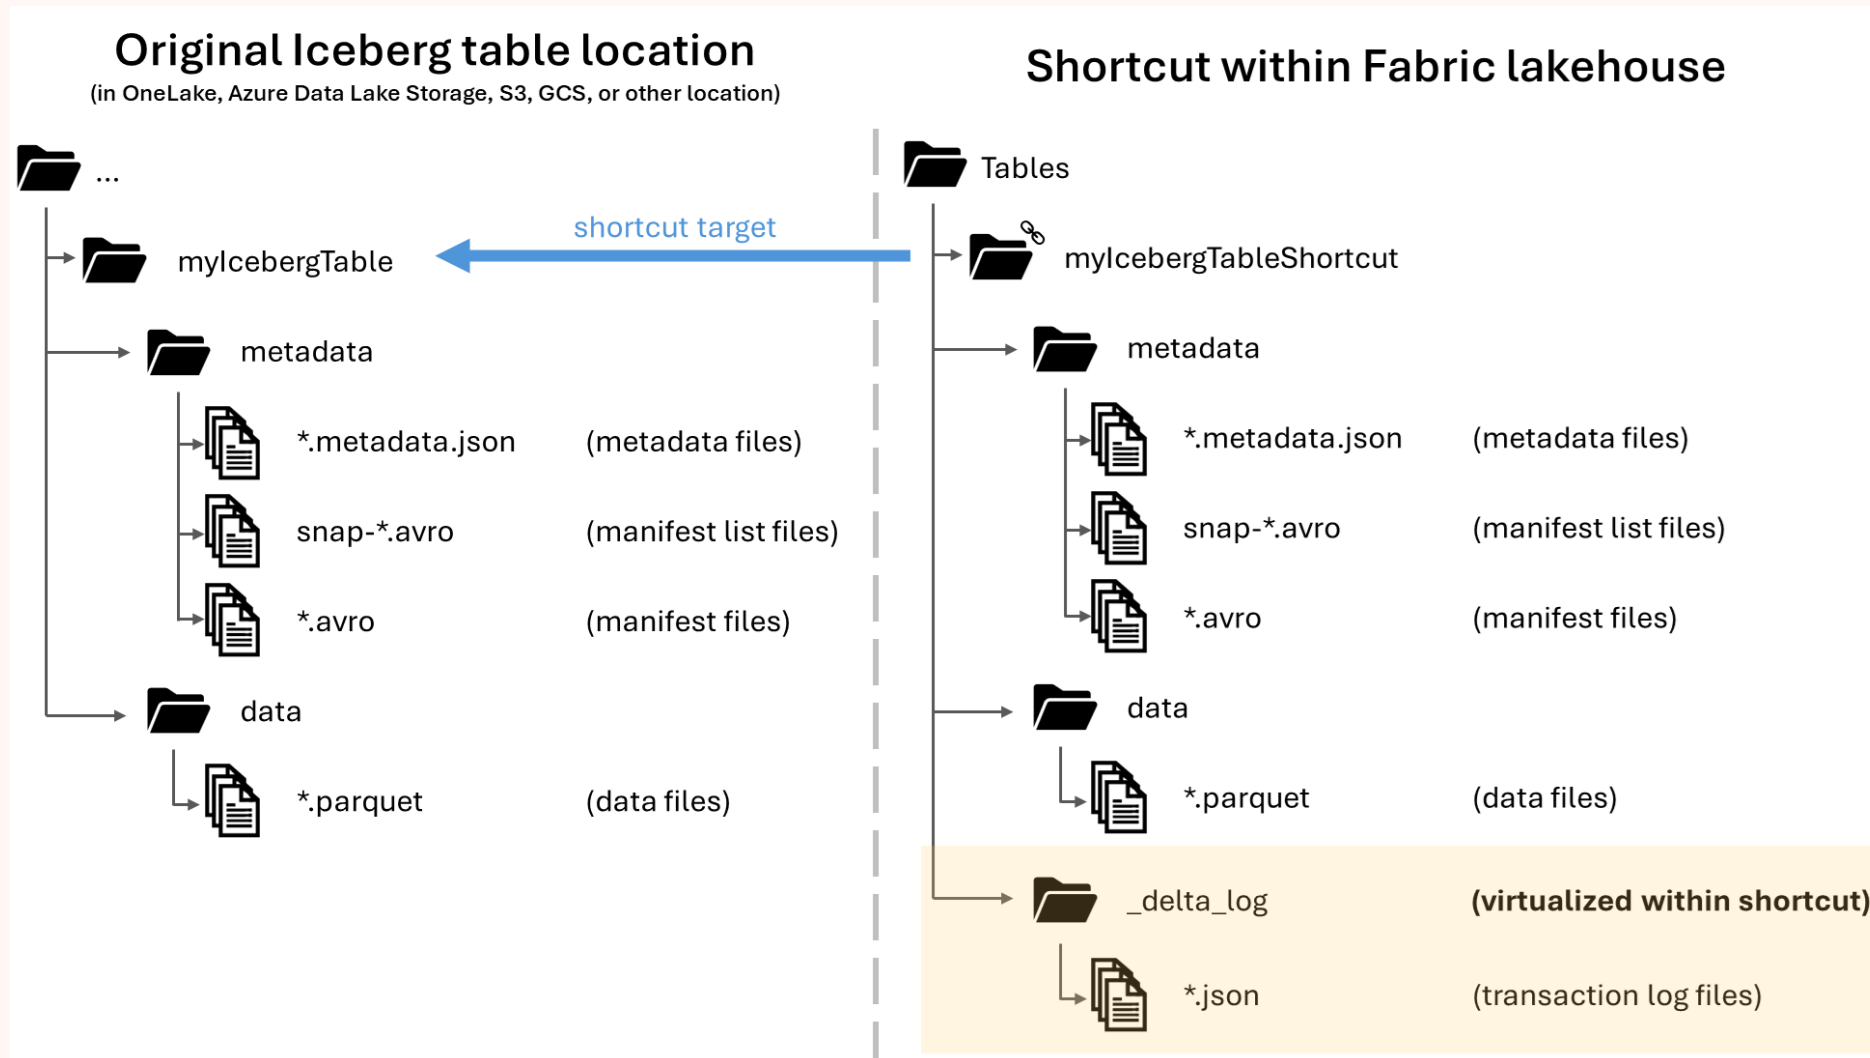 Original Iceberg table location
(in OneLake, Azure Data Lake Storage, S3, GCS, or other location)
...
myIcebergTable
metadata
*.metadata.json (metadata files)
snap-*.avro (manifest list files)
*.avro (manifest files)
data
*.parquet (data files)
shortcut target
Shortcut within Fabric lakehouse
Tables
myIcebergTableShortcut
metadata
*.metadata.json (metadata files)
snap-*.avro (manifest list files)
*.avro (manifest files)
data
*.parquet (data files)
_delta_log (virtualized within shortcut)
*.json (transaction log files)